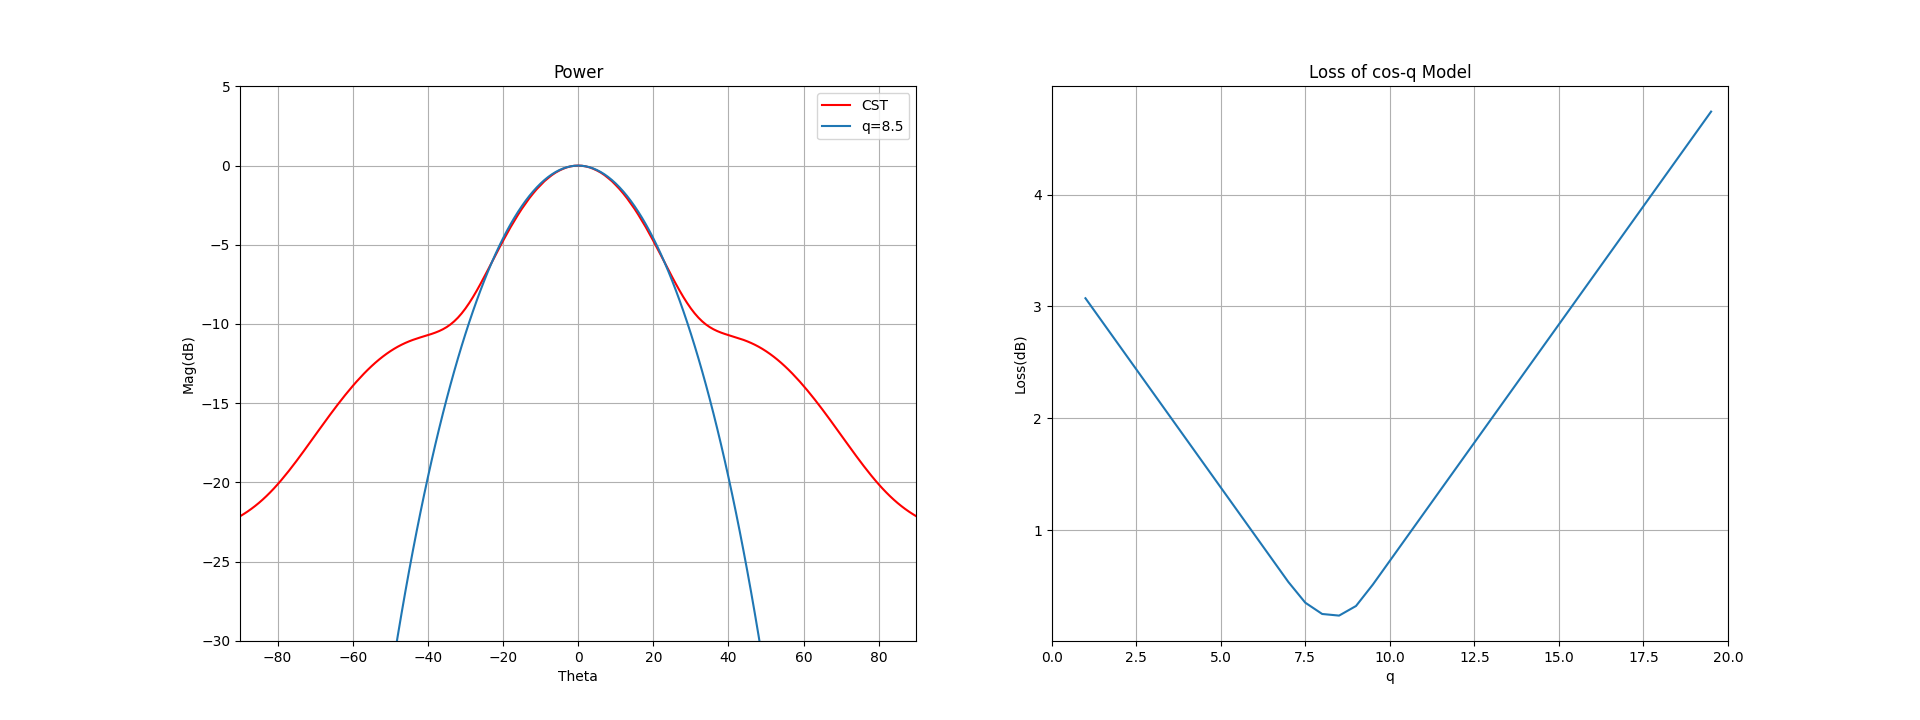 Power
5
0
−5
−10
−15
−20
−25
−30
Mag(dB)
CST
q=8.5
−80 −60 −40 −20 0 20 40 60 80
Theta
Loss of cos-q Model
4
3
2
1
Loss(dB)
0.0 2.5 5.0 7.5 10.0 12.5 15.0 17.5 20.0
q